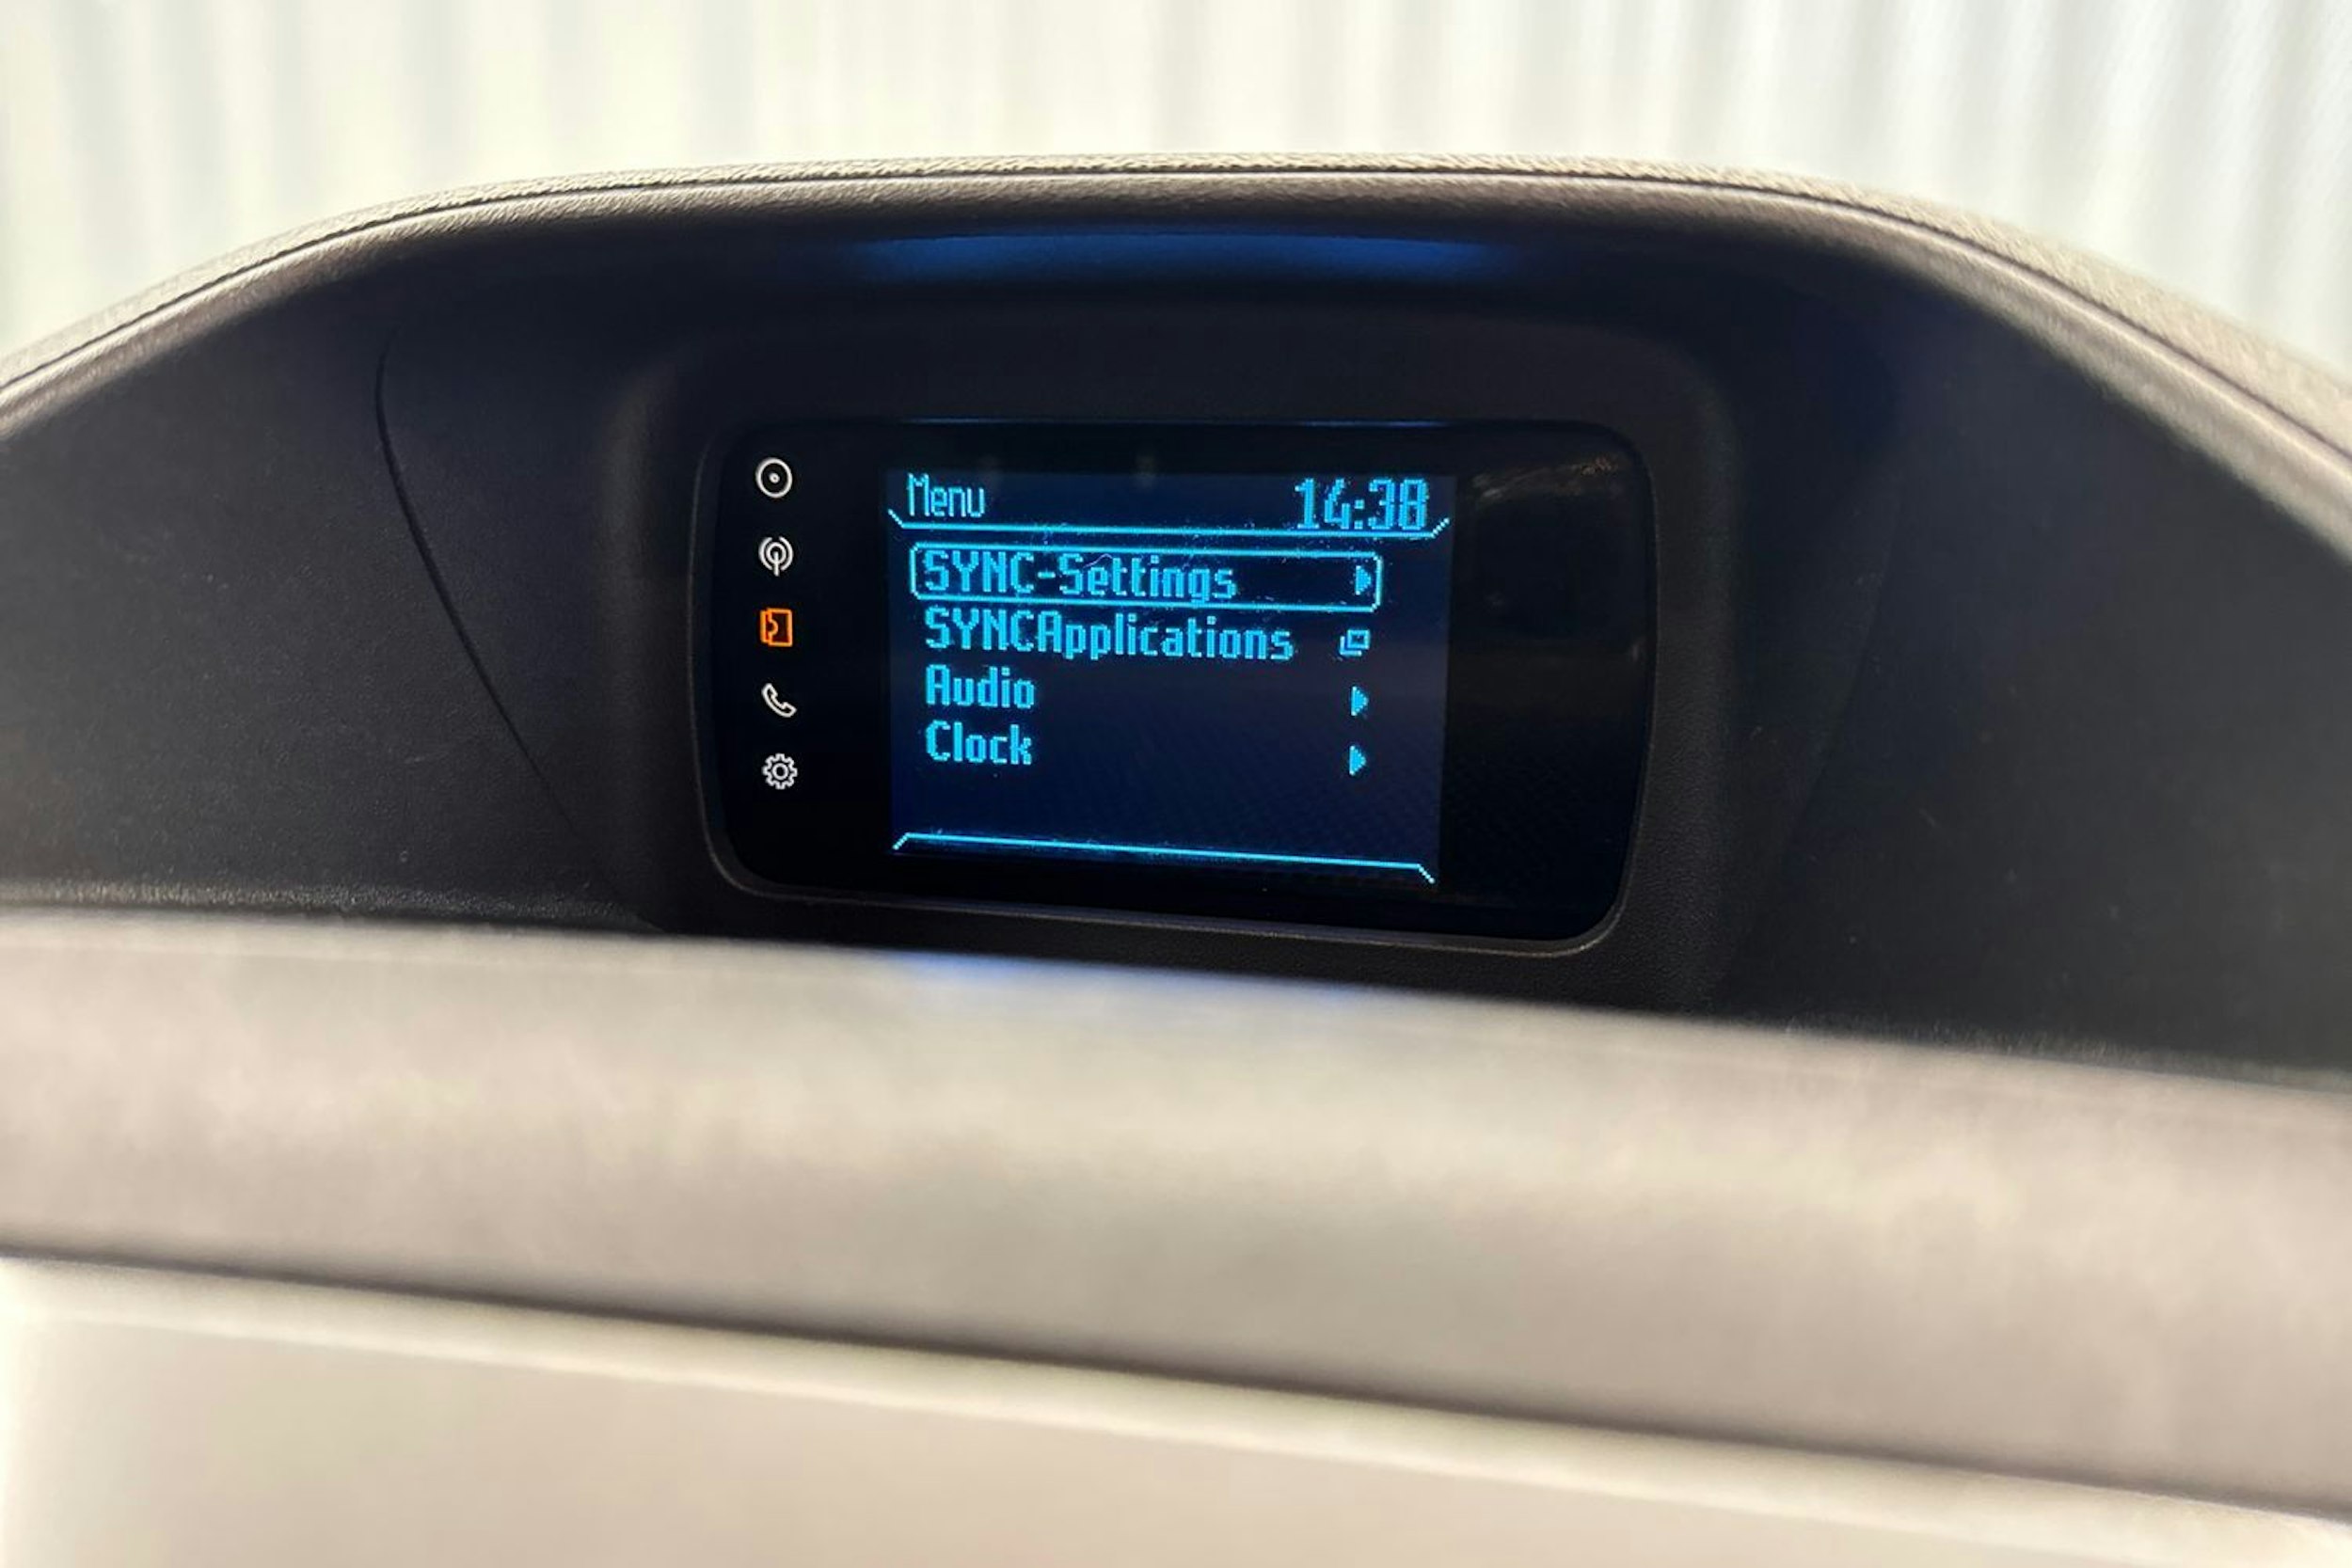 Menu 14:38
SYNC-Settings
SYNCApplications
Audio
Clock